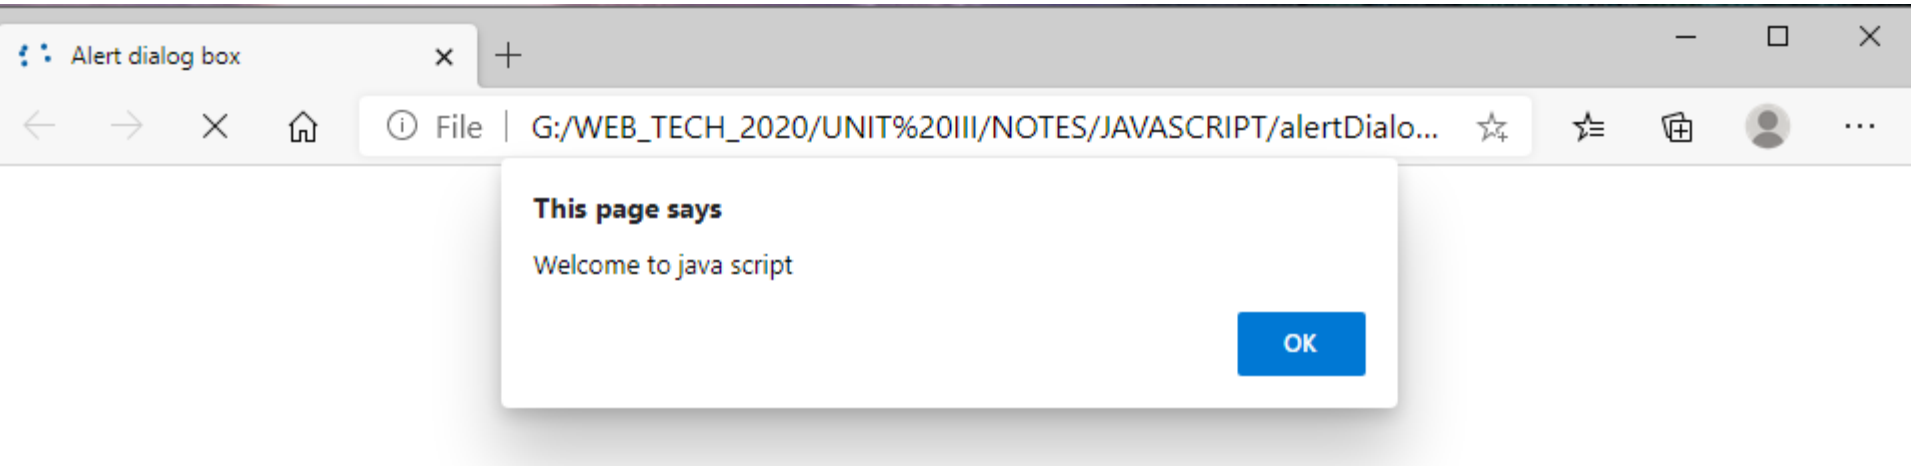 Alert dialog box
File | G:/WEB_TECH_2020/UNIT%20III/NOTES/JAVASCRIPT/alertDialo...
This page says
Welcome to java script
OK